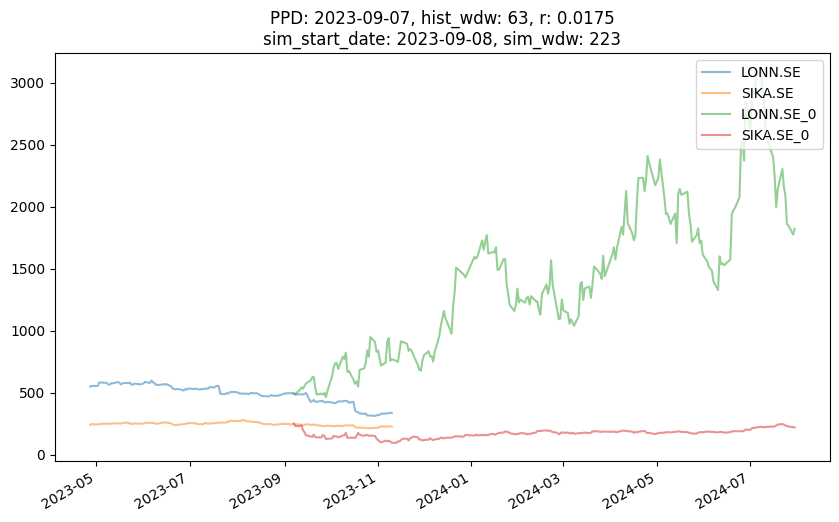 PPD: 2023-09-07, hist_wdw: 63, r: 0.0175
sim_start_date: 2023-09-08, sim_wdw: 223
LONN.SE
SIKA.SE
LONN.SE_0
SIKA.SE_0
3000
2500
2000
1500
1000
500
0
2023-05
2023-07
2023-09
2023-11
2024-01
2024-03
2024-05
2024-07